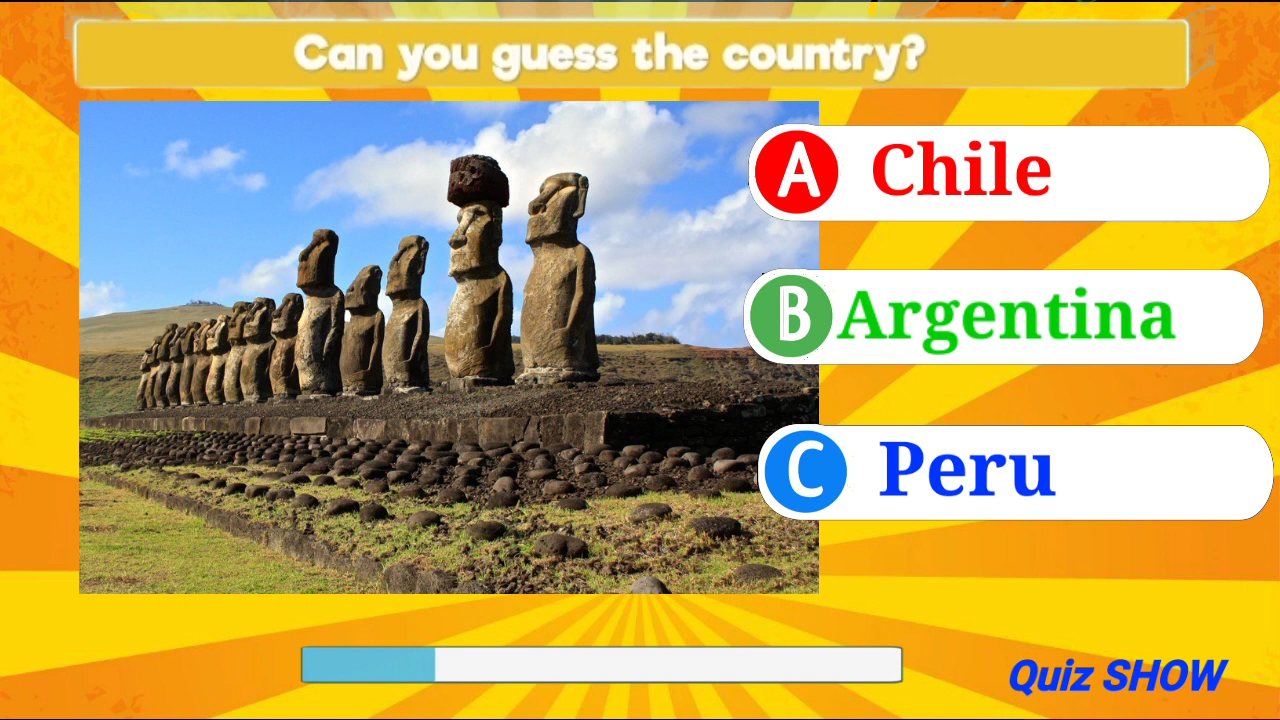 Can you guess the country?
A Chile
B Argentina
C Peru
Quiz SHOW